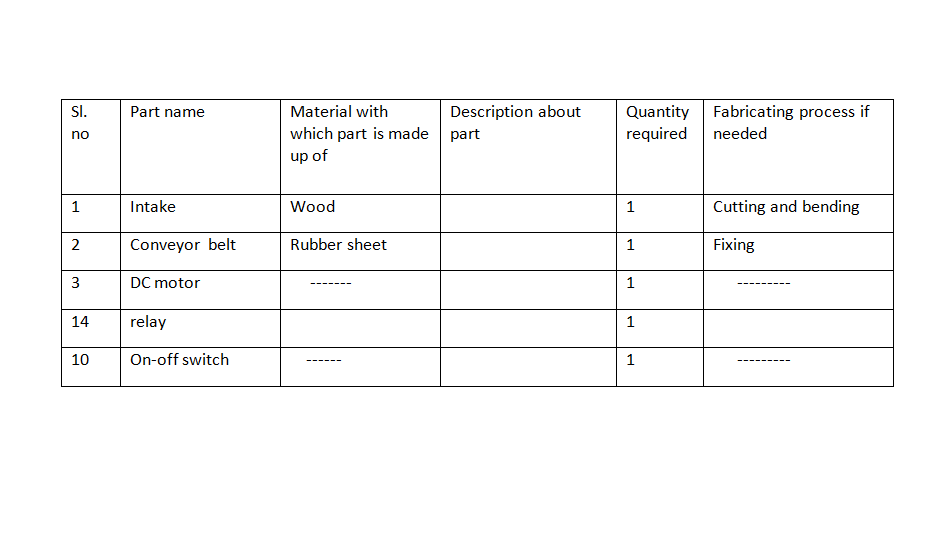 Sl. no	Part name	Material with which part is made up of	Description about part	Quantity required	Fabricating process if needed
1	Intake	Wood		1	Cutting and bending
2	Conveyor belt	Rubber sheet		1	Fixing
3	DC motor	-------		1	---------
14	relay			1	
10	On-off switch	------		1	---------